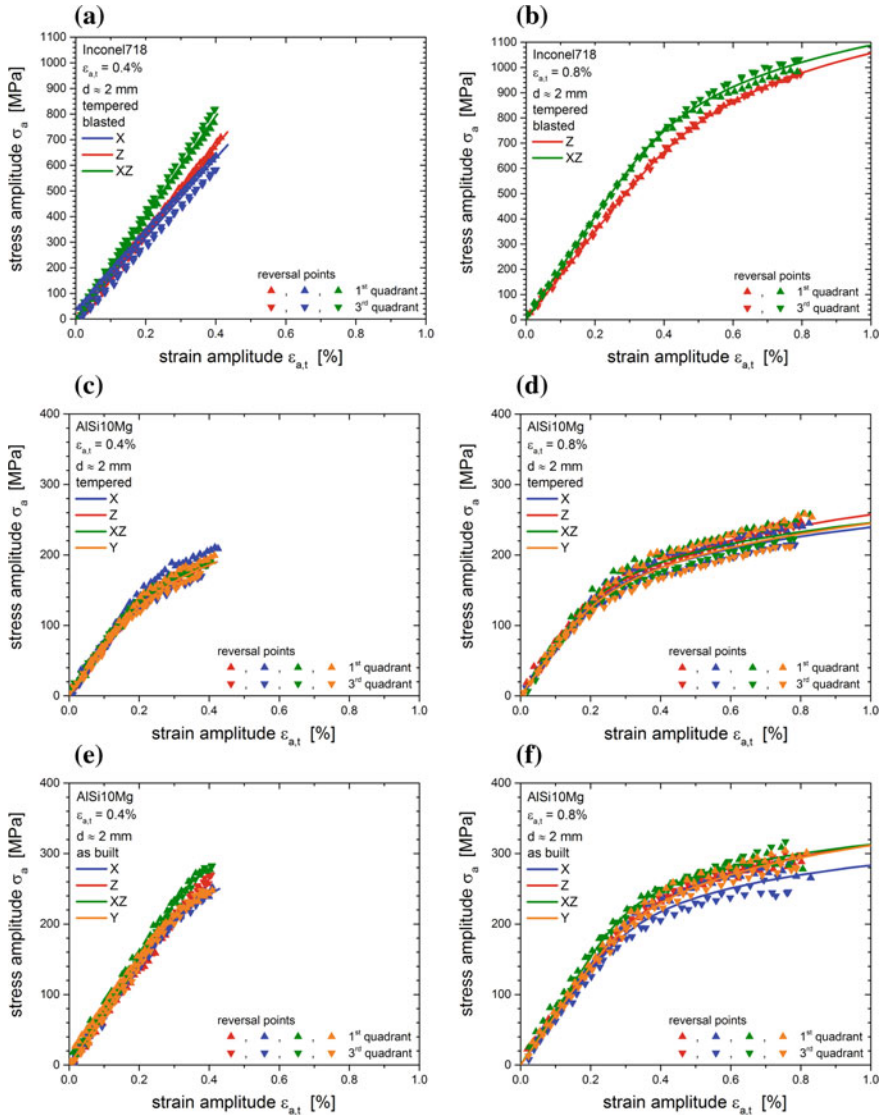 (a)
1100
1000
900
800
700
600
500
400
300
200
100
0
stress amplitude σa [MPa]
Inconel718
εa,t = 0.4%
d ≈ 2 mm
tempered
blasted
X
Z
XZ
reversal points
, , 1st quadrant
, , 3rd quadrant
0.0 0.2 0.4 0.6 0.8 1.0
strain amplitude εa,t [%]
(b)
1100
1000
900
800
700
600
500
400
300
200
100
0
stress amplitude σa [MPa]
Inconel718
εa,t = 0.8%
d ≈ 2 mm
tempered
blasted
Z
XZ
reversal points
, 1st quadrant
, 3rd quadrant
0.0 0.2 0.4 0.6 0.8 1.0
strain amplitude εa,t [%]
(c)
400
300
200
100
0
stress amplitude σa [MPa]
AlSi10Mg
εa,t = 0.4%
d ≈ 2 mm
tempered
X
Z
XZ
Y
reversal points
, , , 1st quadrant
, , , 3rd quadrant
0.0 0.2 0.4 0.6 0.8 1.0
strain amplitude εa,t [%]
(d)
400
300
200
100
0
stress amplitude σa [MPa]
AlSi10Mg
εa,t = 0.8%
d ≈ 2 mm
tempered
X
Z
XZ
Y
reversal points
, , , 1st quadrant
, , , 3rd quadrant
0.0 0.2 0.4 0.6 0.8 1.0
strain amplitude εa,t [%]
(e)
400
300
200
100
0
stress amplitude σa [MPa]
AlSi10Mg
εa,t = 0.4%
d ≈ 2 mm
as built
X
Z
XZ
Y
reversal points
, , , 1st quadrant
, , , 3rd quadrant
0.0 0.2 0.4 0.6 0.8 1.0
strain amplitude εa,t [%]
(f)
400
300
200
100
0
stress amplitude σa [MPa]
AlSi10Mg
εa,t = 0.8%
d ≈ 2 mm
as built
X
Z
XZ
Y
reversal points
, , , 1st quadrant
, , , 3rd quadrant
0.0 0.2 0.4 0.6 0.8 1.0
strain amplitude εa,t [%]